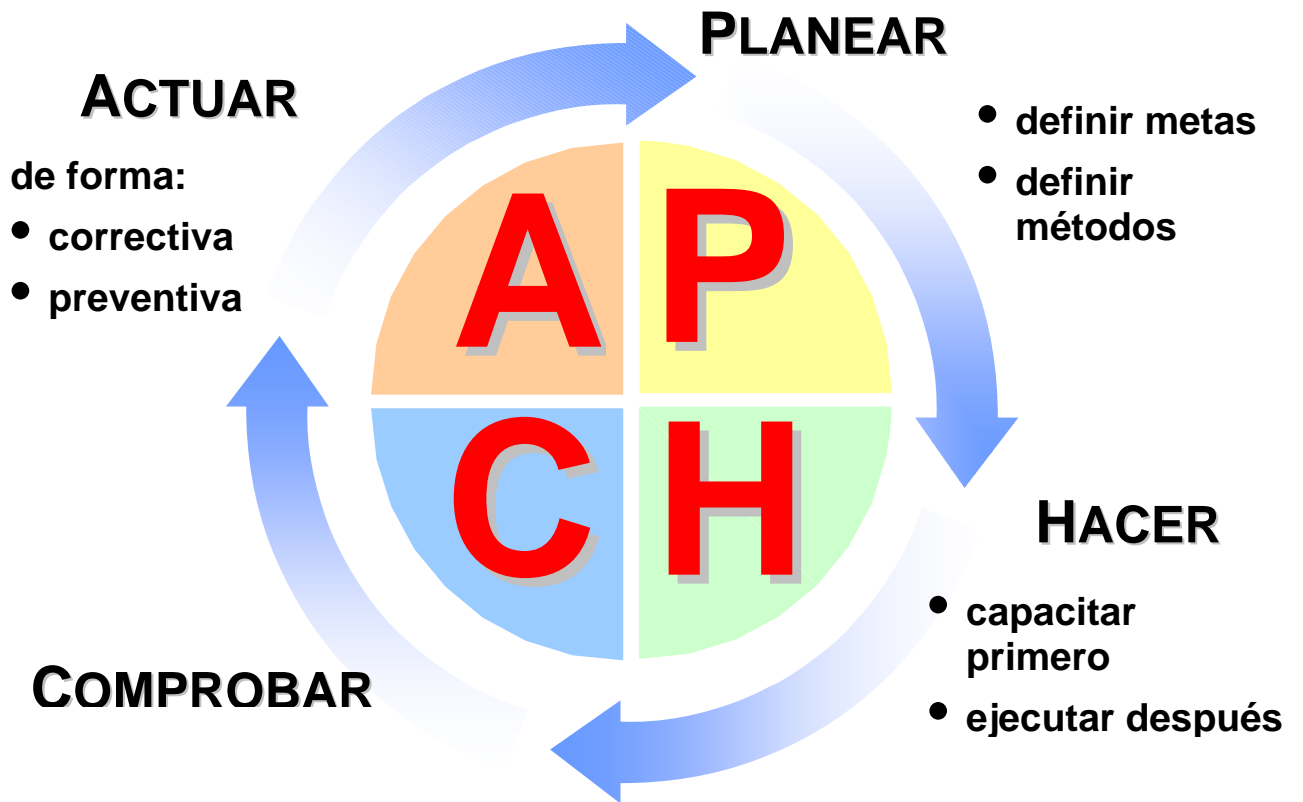 PLANEAR
• definir metas
• definir
métodos
HACER
• capacitar
primero
• ejecutar después
COMPROBAR
ACTUAR
de forma:
• correctiva
• preventiva
A
P
C
H